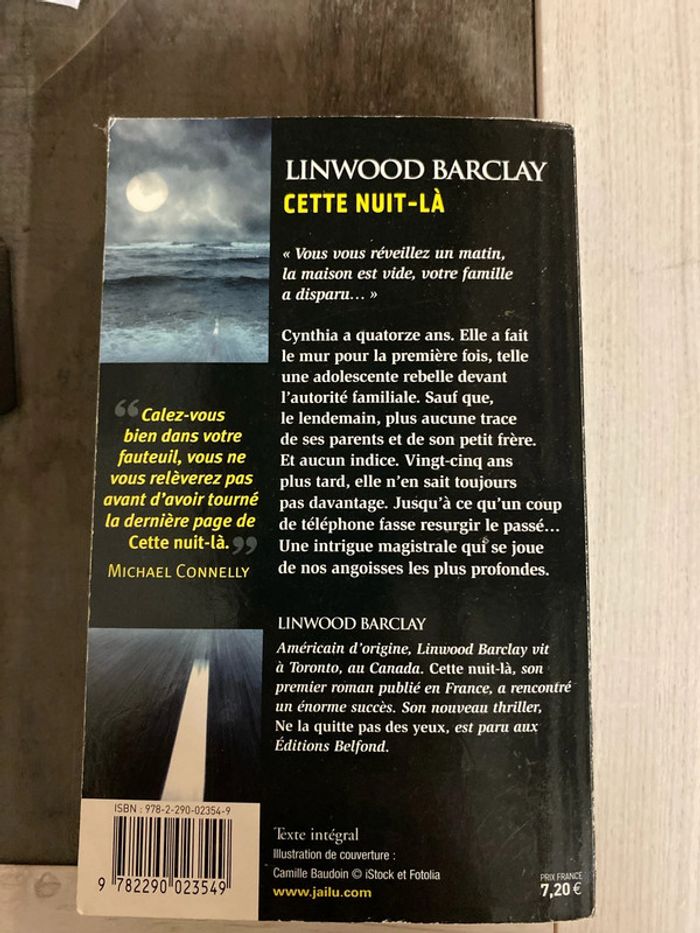 LINWOOD BARCLAY
CETTE NUIT-LÀ
« Vous vous réveillez un matin,
la maison est vide, votre famille
a disparu... »
Cynthia a quatorze ans. Elle a fait
le mur pour la première fois, telle
une adolescente rebelle devant
l'autorité familiale. Sauf que,
le lendemain, plus aucune trace
de ses parents et de son petit frère.
Et aucun indice. Vingt-cinq ans
plus tard, elle n'en sait toujours
pas davantage. Jusqu'à ce qu'un coup
de téléphone fasse resurgir le passé...
Une intrigue magistrale qui se joue
de nos angoisses les plus profondes.
“ Calez-vous
bien dans votre
fauteuil, vous ne
vous relèverez pas
avant d'avoir tourné
la dernière page de
Cette nuit-là. ”
MICHAEL CONNELLY
LINWOOD BARCLAY
Américain d'origine, Linwood Barclay vit
à Toronto, au Canada. Cette nuit-là, son
premier roman publié en France, a rencontré
un énorme succès. Son nouveau thriller,
Ne la quitte pas des yeux, est paru aux
Éditions Belfond.
ISBN : 978-2-290-02354-9
9 782290 023549
Texte intégral
Illustration de couverture :
Camille Baudoin © iStock et Fotolia
www.jailu.com
PRIX FRANCE
7,20 €